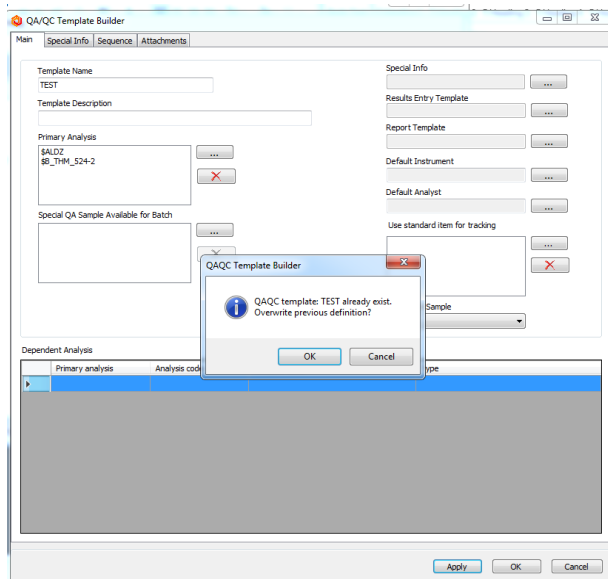 QA/QC Template Builder
Main Special Info Sequence Attachments
Template Name
TEST
Template Description
Primary Analysis
$ALDZ
$B_THM_524-2
...
Special QA Sample Available for Batch
...
Special Info
...
Results Entry Template
...
Report Template
...
Default Instrument
...
Default Analyst
...
Use standard item for tracking
...
Sample
QAQC Template Builder
QAQC template: TEST already exist.
Overwrite previous definition?
OK Cancel
Dependent Analysis
Primary analysis Analysis cod ype
Apply OK Cancel